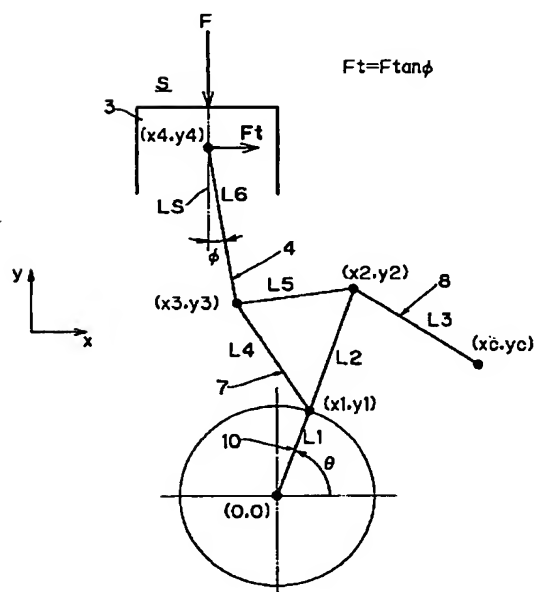 F
Ft=Ftanϕ
S
3
(x4.y4)
Ft
LS
L6
ϕ
4
y
x
(x2.y2)
8
(x3.y3)
L5
L3
(xc.yc)
L4
L2
7
(x1.y1)
10
L1
θ
(0.0)